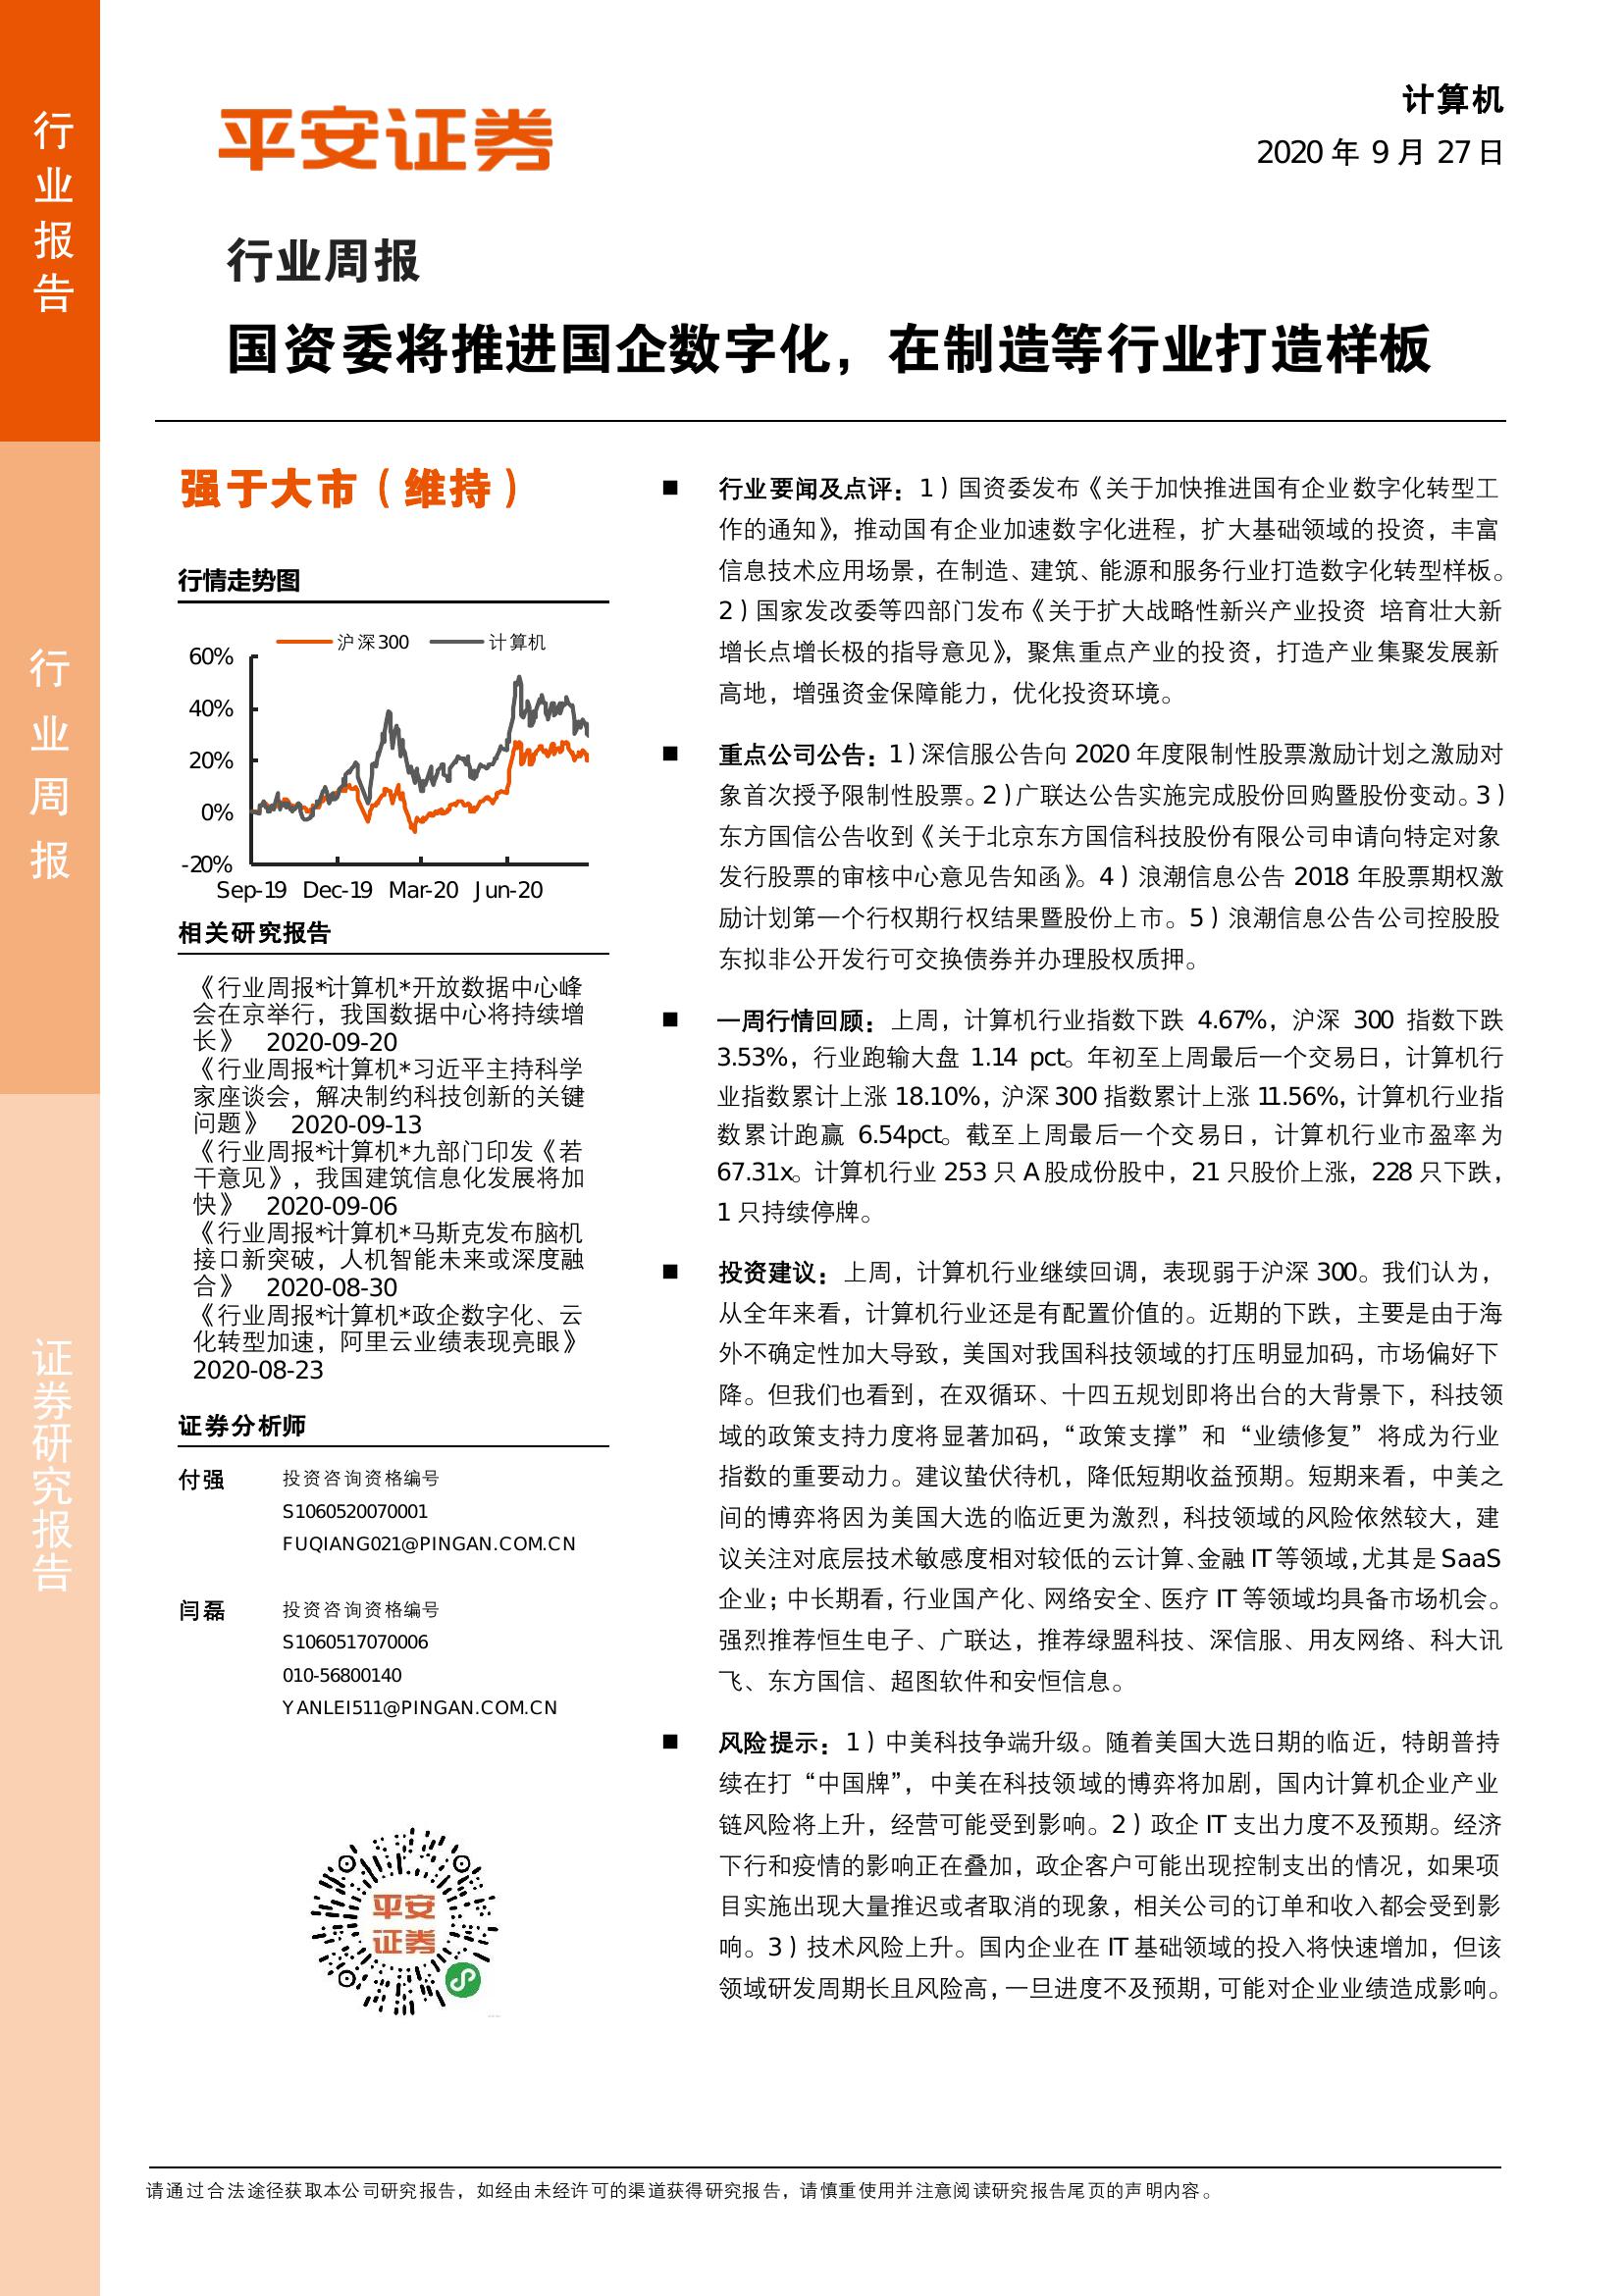 行业报告
行业周报
证券研究报告
平安证券
计算机
2020 年 9 月 27 日
行业周报
国资委将推进国企数字化，在制造等行业打造样板
强于大市（维持）
行情走势图
沪深300 计算机
60%
40%
20%
0%
-20%
Sep-19 Dec-19 Mar-20 Jun-20
相关研究报告
《行业周报*计算机*开放数据中心峰
会在京举行，我国数据中心将持续增
长》 2020-09-20
《行业周报*计算机*习近平主持科学
家座谈会，解决制约科技创新的关键
问题》 2020-09-13
《行业周报*计算机*九部门印发《若
干意见》，我国建筑信息化发展将加
快》 2020-09-06
《行业周报*计算机*马斯克发布脑机
接口新突破，人机智能未来或深度融
合》 2020-08-30
《行业周报*计算机*政企数字化、云
化转型加速，阿里云业绩表现亮眼》
2020-08-23
证券分析师
付强 投资咨询资格编号
S1060520070001
FUQIANG021@PINGAN.COM.CN
闫磊 投资咨询资格编号
S1060517070006
010-56800140
YANLEI511@PINGAN.COM.CN
平安
证券
■ 行业要闻及点评：1）国资委发布《关于加快推进国有企业数字化转型工
作的通知》，推动国有企业加速数字化进程，扩大基础领域的投资，丰富
信息技术应用场景，在制造、建筑、能源和服务行业打造数字化转型样板。
2）国家发改委等四部门发布《关于扩大战略性新兴产业投资 培育壮大新
增长点增长极的指导意见》，聚焦重点产业的投资，打造产业集聚发展新
高地，增强资金保障能力，优化投资环境。
■ 重点公司公告：1）深信服公告向 2020 年度限制性股票激励计划之激励对
象首次授予限制性股票。2）广联达公告实施完成股份回购暨股份变动。3）
东方国信公告收到《关于北京东方国信科技股份有限公司申请向特定对象
发行股票的审核中心意见告知函》。4）浪潮信息公告 2018 年股票期权激
励计划第一个行权期行权结果暨股份上市。5）浪潮信息公告公司控股股
东拟非公开发行可交换债券并办理股权质押。
■ 一周行情回顾：上周，计算机行业指数下跌 4.67%，沪深 300 指数下跌
3.53%，行业跑输大盘 1.14 pct。年初至上周最后一个交易日，计算机行
业指数累计上涨 18.10%，沪深 300 指数累计上涨 11.56%，计算机行业指
数累计跑赢 6.54pct。截至上周最后一个交易日，计算机行业市盈率为
67.31x。计算机行业 253 只 A 股成份股中，21 只股价上涨，228 只下跌，
1 只持续停牌。
■ 投资建议：上周，计算机行业继续回调，表现弱于沪深 300。我们认为，
从全年来看，计算机行业还是有配置价值的。近期的下跌，主要是由于海
外不确定性加大导致，美国对我国科技领域的打压明显加码，市场偏好下
降。但我们也看到，在双循环、十四五规划即将出台的大背景下，科技领
域的政策支持力度将显著加码，“政策支撑”和“业绩修复”将成为行业
指数的重要动力。建议蛰伏待机，降低短期收益预期。短期来看，中美之
间的博弈将因为美国大选的临近更为激烈，科技领域的风险依然较大，建
议关注对底层技术敏感度相对较低的云计算、金融 IT 等领域，尤其是 SaaS
企业；中长期看，行业国产化、网络安全、医疗 IT 等领域均具备市场机会。
强烈推荐恒生电子、广联达，推荐绿盟科技、深信服、用友网络、科大讯
飞、东方国信、超图软件和安恒信息。
■ 风险提示：1）中美科技争端升级。随着美国大选日期的临近，特朗普持
续在打“中国牌”，中美在科技领域的博弈将加剧，国内计算机企业产业
链风险将上升，经营可能受到影响。2）政企 IT 支出力度不及预期。经济
下行和疫情的影响正在叠加，政企客户可能出现控制支出的情况，如果项
目实施出现大量推迟或者取消的现象，相关公司的订单和收入都会受到影
响。3）技术风险上升。国内企业在 IT 基础领域的投入将快速增加，但该
领域研发周期长且风险高，一旦进度不及预期，可能对企业业绩造成影响。
请通过合法途径获取本公司研究报告，如经由未经许可的渠道获得研究报告，请慎重使用并注意阅读研究报告尾页的声明内容。